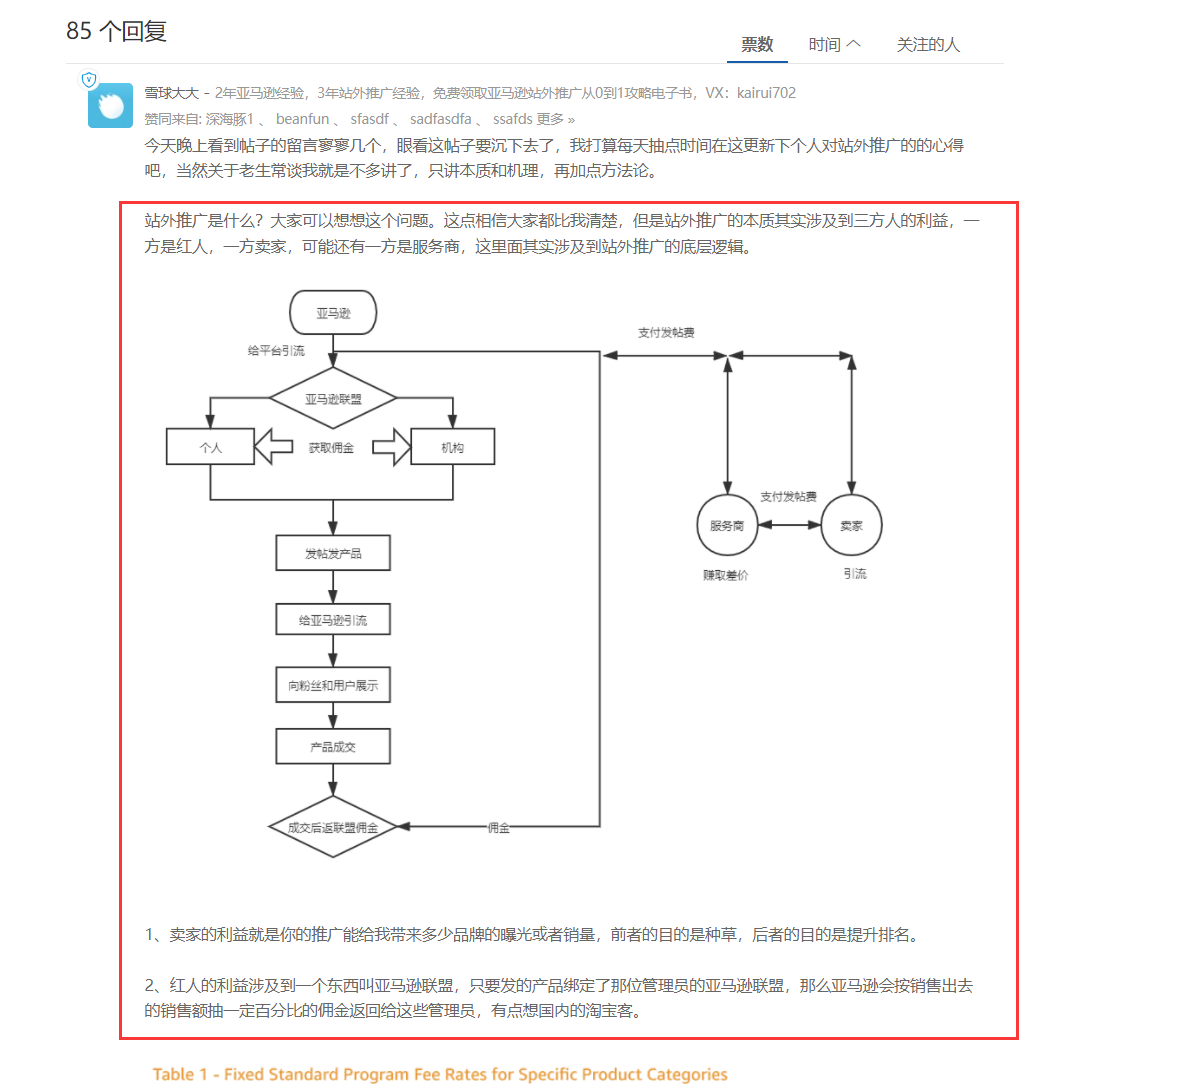 85 个回复
票数 时间 关注的人
雪球大大 - 2年亚马逊经验，3年站外推广经验，免费领取亚马逊站外推广从0到1攻略电子书，VX：kairui702
赞同来自: 深海豚1 、 beanfun 、 sfasdf 、 sadfasdfa 、 ssafds 更多 »
今天晚上看到帖子的留言寥寥几个，眼看这帖子要沉下去了，我打算每天抽点时间在这更新下个人对站外推广的的心得
吧，当然关于老生常谈我就是不多讲了，只讲本质和机理，再加点方法论。
站外推广是什么？大家可以想想这个问题。这点相信大家都比我清楚，但是站外推广的本质其实涉及到三方人的利益，一
方是红人，一方卖家，可能还有一方是服务商，这里面其实涉及到站外推广的底层逻辑。
亚马逊
给平台引流
支付发帖费
亚马逊联盟
个人
获取佣金
机构
支付发帖费
服务商
卖家
赚取差价
引流
发帖发产品
给亚马逊引流
向粉丝和用户展示
产品成交
成交后返联盟佣金
佣金
1、卖家的利益就是你的推广能给我带来多少品牌的曝光或者销量，前者的目的是种草，后者的目的是提升排名。
2、红人的利益涉及到一个东西叫亚马逊联盟，只要发的产品绑定了那位管理员的亚马逊联盟，那么亚马逊会按销售出去
的销售额抽一定百分比的佣金返回给这些管理员，有点想国内的淘宝客。
Table 1 - Fixed Standard Program Fee Rates for Specific Product Categories